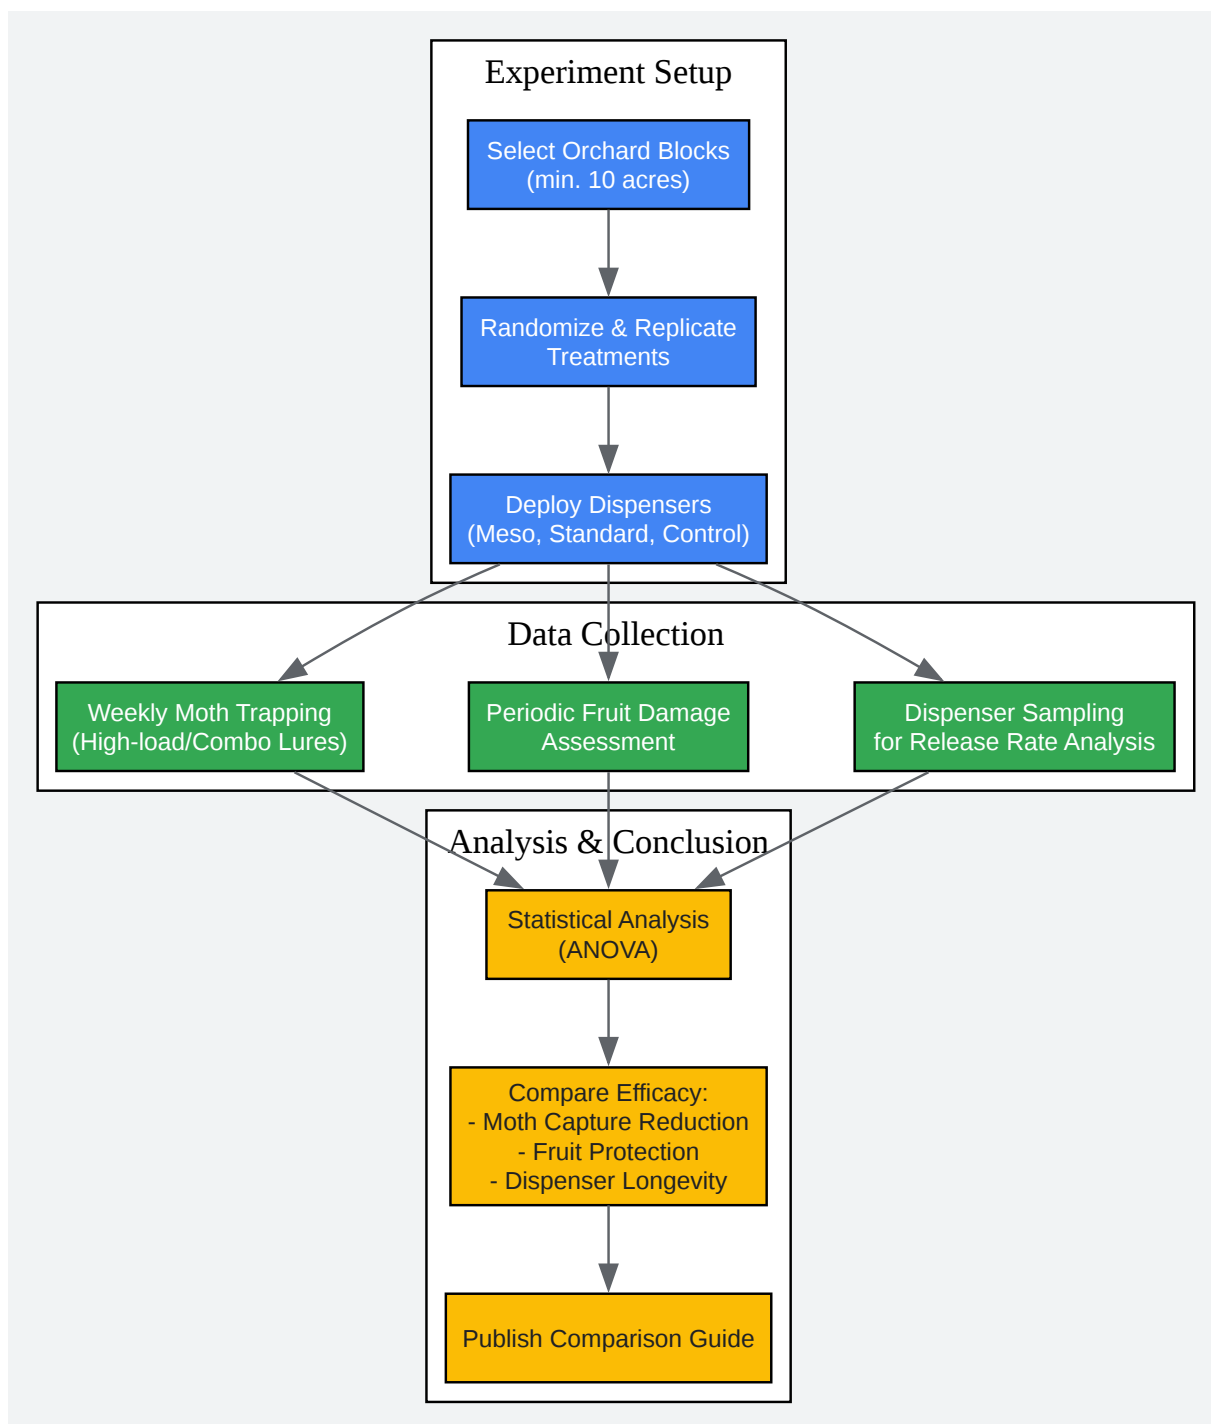 Experiment Setup
Select Orchard Blocks
(min. 10 acres)
Randomize & Replicate
Treatments
Deploy Dispensers
(Meso, Standard, Control)
Data Collection
Weekly Moth Trapping
(High-load/Combo Lures)
Periodic Fruit Damage
Assessment
Dispenser Sampling
for Release Rate Analysis
Analysis & Conclusion
Statistical Analysis
(ANOVA)
Compare Efficacy:
- Moth Capture Reduction
- Fruit Protection
- Dispenser Longevity
Publish Comparison Guide